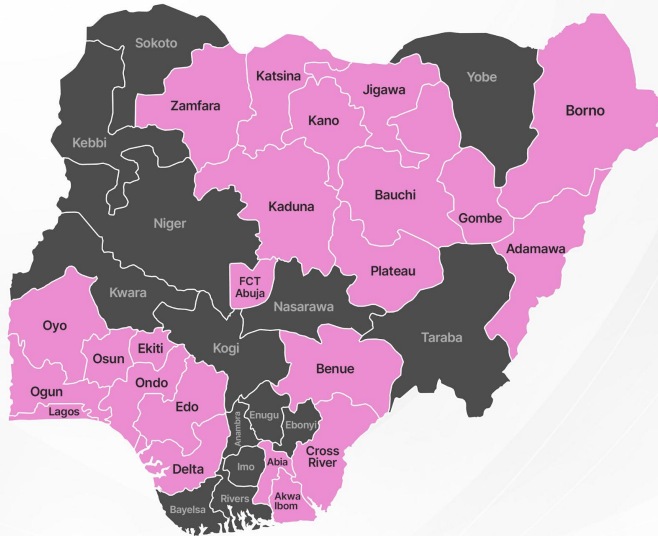 Sokoto
Katsina
Yobe
Jigawa
Zamfara
Borno
Kano
Kebbi
Bauchi
Kaduna
Gombe
Niger
Adamawa
Plateau
FCT
Abuja
Kwara
Nasarawa
Oyo
Taraba
Kogi
Ekiti
Osun
Benue
Ondo
Ogun
Edo
Lagos
Enugu
Ebonyi
Anambra
Cross
River
Abia
Imo
Delta
Rivers
Akwa
Ibom
Bayelsa